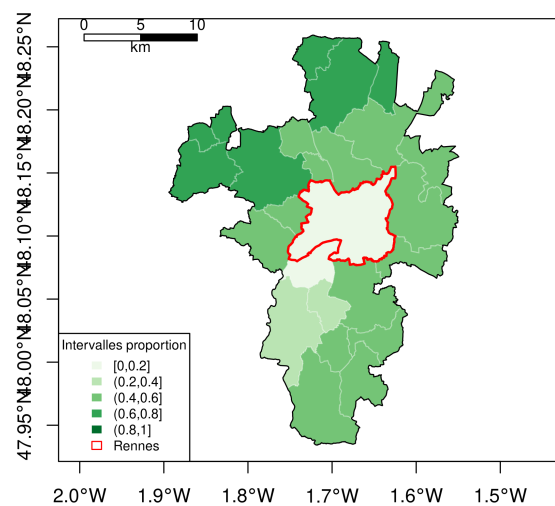 0 5 10
km
48.25°N
48.20°N
48.15°N
48.10°N
48.05°N
48.00°N
47.95°N
Intervalles proportion
[0,0.2]
(0.2,0.4]
(0.4,0.6]
(0.6,0.8]
(0.8,1]
Rennes
2.0°W 1.9°W 1.8°W 1.7°W 1.6°W 1.5°W